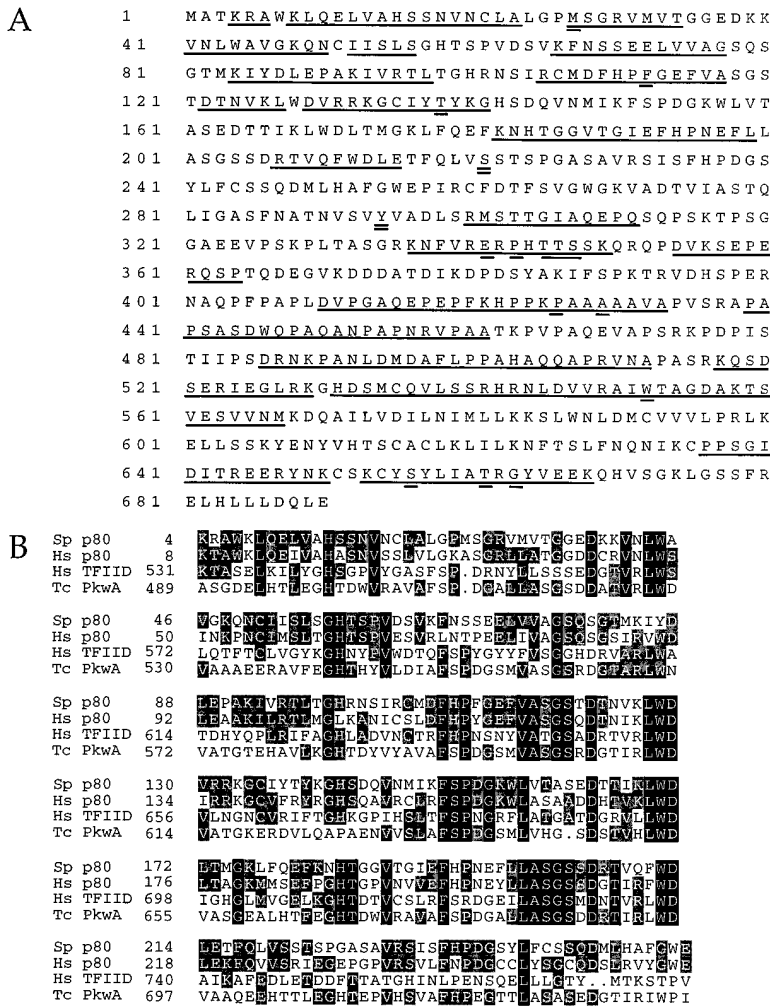 A
1 MATKRAWKLQELVAHSSNVNCLALGPMSGRVMVTGGEDKK
41 VNLWAVGKQNCIISLSGHTSPVDSVKFNSSEELVVAGSQS
81 GTMKIYDLEPAKIVRTLTGHRNSIRCMDFHPFGEFVASGS
121 TDTNVKLWDVRRKGCIYTYKGHSDQVNMIKFSPDGKWLVT
161 ASEDTTIKLWDLTMGKLFQEFKNHTGGVTGIEFHPNEFLL
201 ASGSSDRTVQFWDLETFQLVSSTSPGASAVRSISFHPDGS
241 YLFCSSQDMLHAFGWEPIRCFDTFSVGWGKVADTVIASTQ
281 LIGASFNATNVSVYVADLSRMSTTGIAQEPQSQPSKTPSG
321 GAEEVPSKPLTASGRKNFVRERPHTTSSKQRQPDVKSEPE
361 RQSPTQDEGVKDDDATDIKDPDSYAKIFSPKTRVDHSPER
401 NAQPFPAPLDVPGAQEPEPFKHPPKPAAAAAVAPVSRAPA
441 PSASDWQPAQANPAPNRVPAATKPVPAQEVAPSRKPDPIS
481 TIIPSDRNKPANLDMDAFLPPAHAQQAPRVNAPASRKQSD
521 SERIEGLRKGHDSMCQVLSSRHRNLDVVRAIWTAGDAKTS
561 VESVVNMKDQAILVDILNIMLLKKSLWNLDMCVVVLPRLK
601 ELLSSKYENYVHTSCACLKLILKNFTSLFNQNIKCPPSGI
641 DITREERYNKCSKCYSYLIATRGYVEEKQHVSGKLGSSFR
681 ELHLLLDQLE
B
Sp p80 4 KRAWKLQELVAHSSNVNCLALGPMSGRVMVTGGEDKKVNLWA
Hs p80 8 KTAWKLQEIVAHASNVSSLVLGKASGRLLATGGDDCRVNLWS
Hs TFIID 531 KTASELKILYGHSGPVYGASFSP.DRNYLLSSSEDGTVRLWS
Tc PkwA 489 ASGDELHTLEGHTDWVRAVAFSP.DGALLASGSDDATVRLWD
Sp p80 46 VGKQNCIISLSGHTSPVDSVKFNSSEELVVAGSQSGTMKIYD
Hs p80 50 INKPNCIMSLTGHTSPVESVRLNTPEELIVAGSQSGSIRVWD
Hs TFIID 572 LQTFTCLVGYKGHNYPVWDTQFSPYGYYFVSGGHDRVARLWA
Tc PkwA 530 VAAAEERAVFEGHTHYVLDIAFSPDGSMVASGSRDGTARLWN
Sp p80 88 LEPAKIVRTLTGHRNSIRCMDFHPFGEFVASGSTDTNVKLWD
Hs p80 92 LEAAKILRTLMGLKANICSLDFHPYGEFVASGSQDTNIKLWD
Hs TFIID 614 TDHYQPLRIFAGHLADVNCTRFHPNSNYVATGSADRTVRLWD
Tc PkwA 572 VATGTEHAVLKGHTDYVYAVAFSPDGSMVASGSRDGTIRLWD
Sp p80 130 VRRKGCIYTYKGHSDQVNMIKFSPDGKWLVTASEDTTIKLWD
Hs p80 134 IRRKGCVFRYRGHSQAVRCLRFSPDGKWLASAADDHTVKLWD
Hs TFIID 656 VLNGNCVRIFTGHKGPIHSLTFSPNGRFLATGATDGRVLLWD
Tc PkwA 614 VATGKERDVLQAPAENVVSLAFSPDGSMLVHG.SDSTVHLWD
Sp p80 172 LTMGKLFQEFKNHTGGVTGIEFHPNEFLLASGSSDRTVQFWD
Hs p80 176 LTAGKMMSEFPGHTGPVNVVEFHPNEYLLASGSSDGTIRFWD
Hs TFIID 698 IGHGLMVGELKGHTDTVCSLRFSRDGEILASGSMDNTVRLWD
Tc PkwA 655 VASGEALHTFEGHTDWVRAVAFSPDGALLASGSDDRTIRLWD
Sp p80 214 LETFQLVSSTSPGASAVRSISFHPDGSYLFCSSQDMLHAFGWE
Hs p80 218 LEKFQVVSRIEGEPGPVRSVLFNPDGCCLYSGCQDSLRVYGWE
Hs TFIID 740 AIKAFEDLETDDFTTATGHINLPENSQELLLGTY..MTKSTPV
Tc PkwA 697 VAAQEEHTTLEGHTEPVHSVAFHPEGTTLASASEDGTIRIWPI